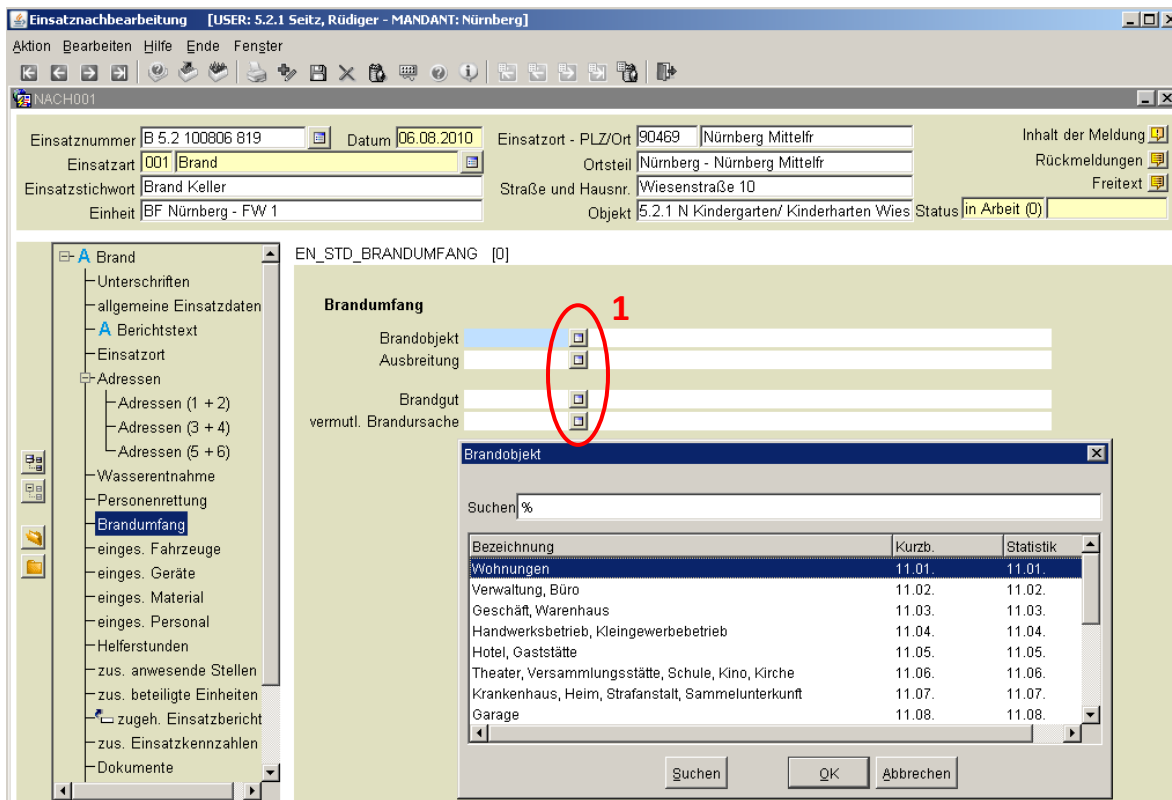 Einsatznachbearbeitung [USER: 5.2.1 Seitz, Rüdiger - MANDANT: Nürnberg]
Aktion Bearbeiten Hilfe Ende Fenster
NACH001
Einsatznummer B 5.2 100806 819 Datum 06.08.2010 Einsatzort - PLZ/Ort 90469 Nürnberg Mittelfr Inhalt der Meldung
Einsatzart 001 Brand Ortsteil Nürnberg - Nürnberg Mittelfr Rückmeldungen
Einsatzstichwort Brand Keller Straße und Hausnr. Wiesenstraße 10 Freitext
Einheit BF Nürnberg - FW 1 Objekt 5.2.1 N Kindergarten/ Kinderharten Wies Status in Arbeit (0)
A Brand
Unterschriften
allgemeine Einsatzdaten
A Berichtstext
Einsatzort
Adressen
Adressen (1 + 2)
Adressen (3 + 4)
Adressen (5 + 6)
Wasserentnahme
Personenrettung
Brandumfang
einges. Fahrzeuge
einges. Geräte
einges. Material
einges. Personal
Helferstunden
zus. anwesende Stellen
zus. beteiligte Einheiten
zugeh. Einsatzbericht
zus. Einsatzkennzahlen
Dokumente
EN_STD_BRANDUMFANG [0]
Brandumfang
1
Brandobjekt
Ausbreitung
Brandgut
vermutl. Brandursache
Brandobjekt
Suchen %
Bezeichnung Kurzb. Statistik
Wohnungen 11.01. 11.01.
Verwaltung, Büro 11.02. 11.02.
Geschäft, Warenhaus 11.03. 11.03.
Handwerksbetrieb, Kleingewerbebetrieb 11.04. 11.04.
Hotel, Gaststätte 11.05. 11.05.
Theater, Versammlungsstätte, Schule, Kino, Kirche 11.06. 11.06.
Krankenhaus, Heim, Strafanstalt, Sammelunterkunft 11.07. 11.07.
Garage 11.08. 11.08.
Suchen OK Abbrechen